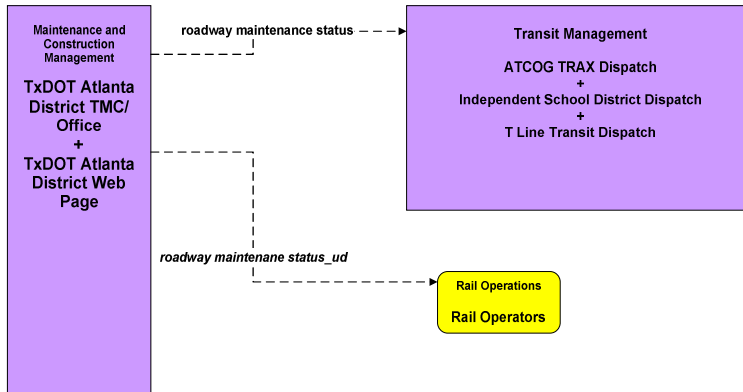 Maintenance and
Construction
Management
TxDOT Atlanta
District TMC/
Office
+
TxDOT Atlanta
District Web
Page
roadway maintenance status
Transit Management
ATCOG TRAX Dispatch
+
Independent School District Dispatch
+
T Line Transit Dispatch
roadway maintenane status_ud
Rail Operations
Rail Operators